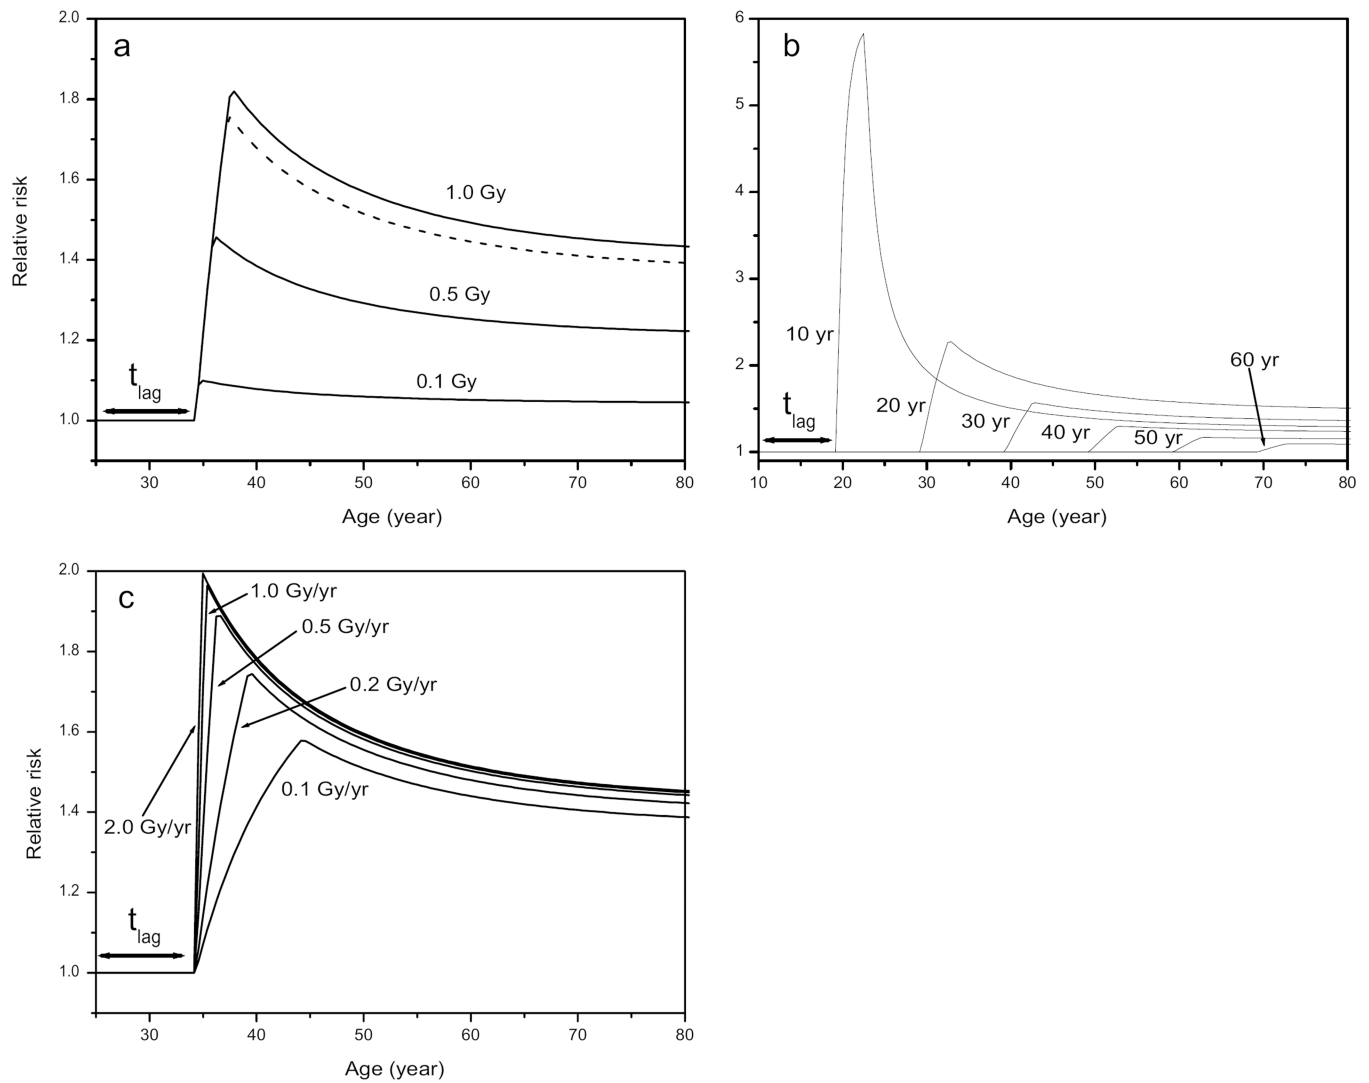 a
2.0
1.8
1.6
1.4
1.2
1.0
Relative risk
1.0 Gy
0.5 Gy
0.1 Gy
t lag
30 40 50 60 70 80
Age (year)
b
6
5
4
3
2
1
10 yr
20 yr
30 yr
40 yr
50 yr
60 yr
t lag
10 20 30 40 50 60 70 80
Age (year)
c
2.0
1.8
1.6
1.4
1.2
1.0
Relative risk
1.0 Gy/yr
0.5 Gy/yr
0.2 Gy/yr
0.1 Gy/yr
2.0 Gy/yr
t lag
30 40 50 60 70 80
Age (year)